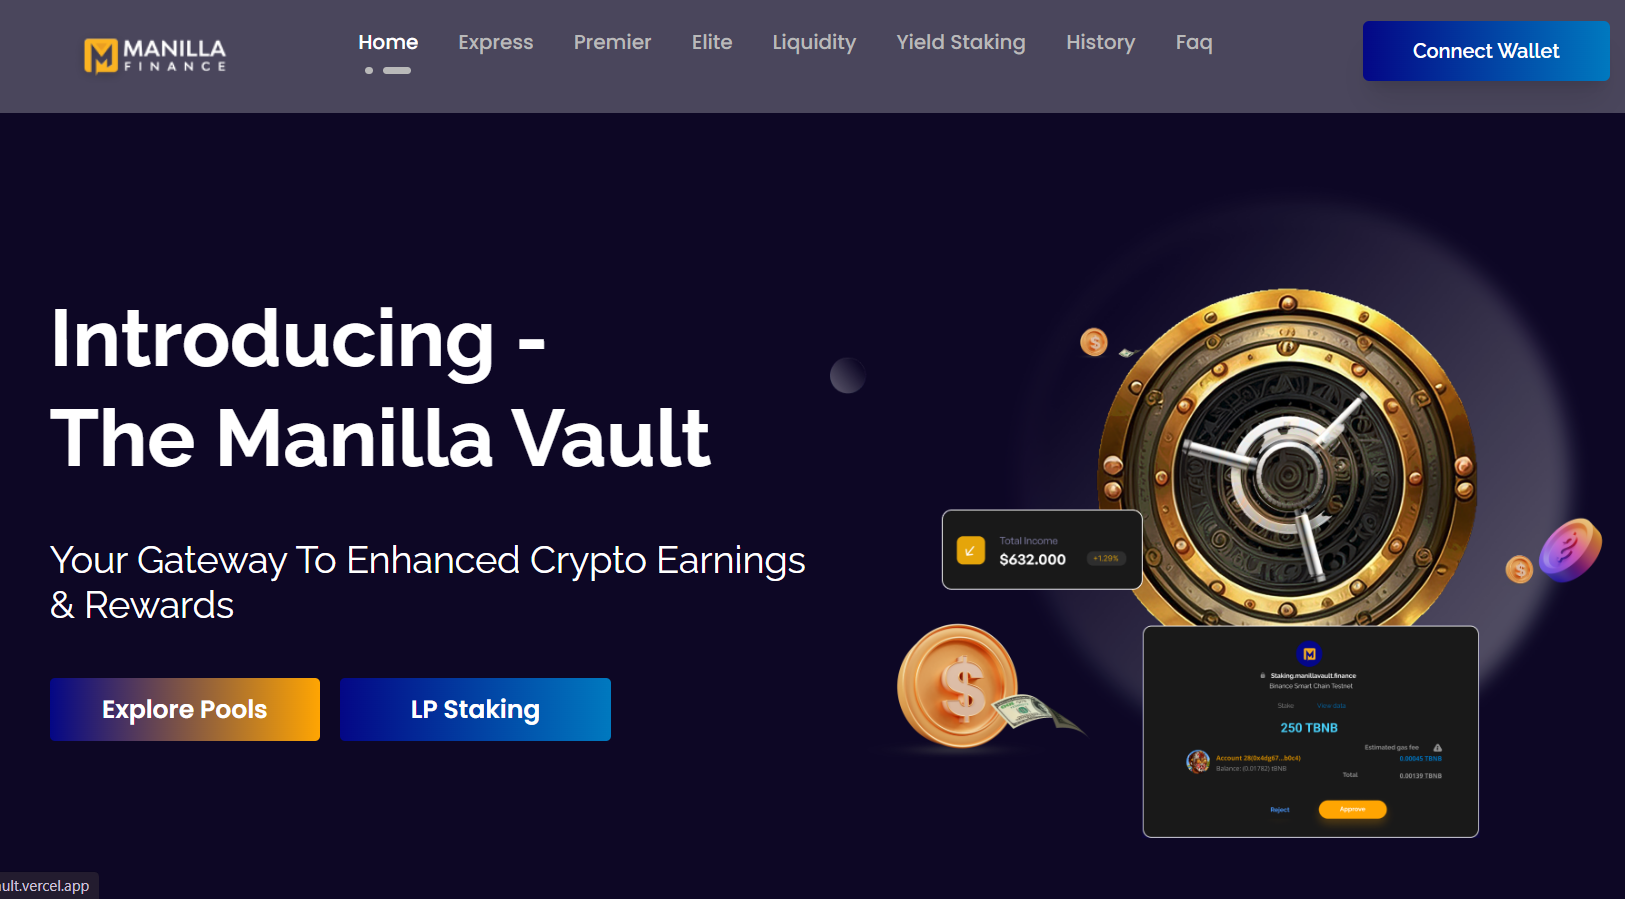 MANILLA
FINANCE
Home
Express
Premier
Elite
Liquidity
Yield Staking
History
Faq
Connect Wallet
Introducing -
The Manilla Vault
Your Gateway To Enhanced Crypto Earnings
& Rewards
Explore Pools
LP Staking
Total Income
$632.000
+1.29%
Staking.manillavault.finance
Binance Smart Chain Testnet
Stake
View data
250 TBNB
Estimated gas fee
0.00045 TBNB
Account 28(0x4dg67...b0c4)
Balance: (0.01782) tBNB
Total
0.00139 TBNB
Reject
Approve
ult.vercel.app